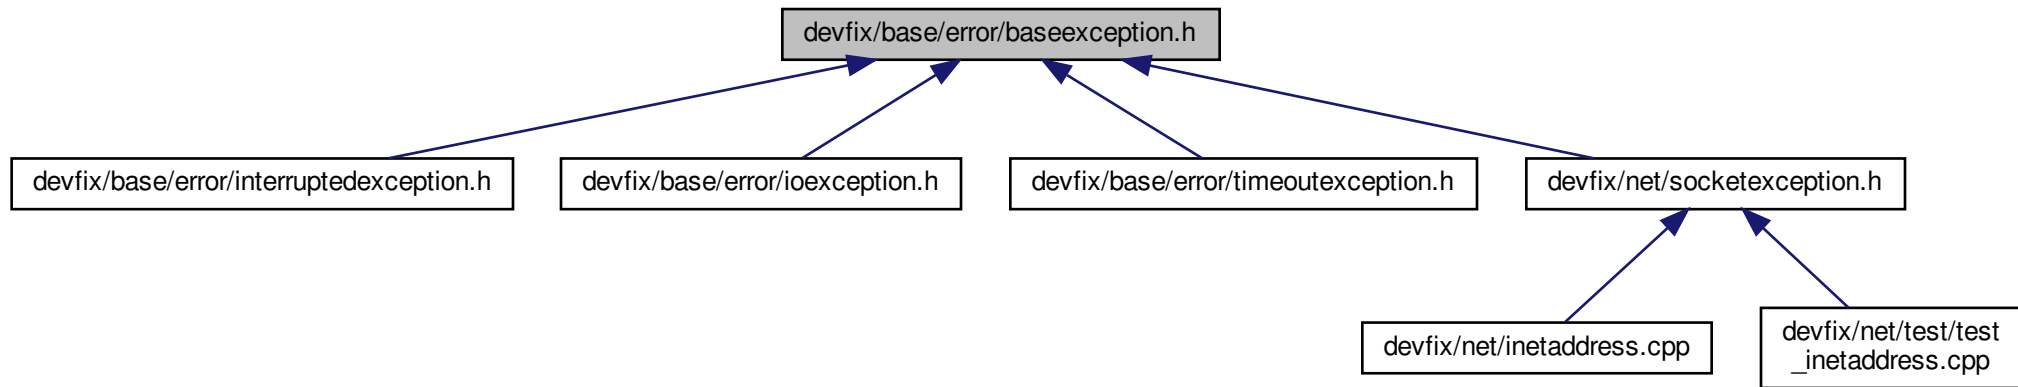 devfix/base/error/baseexception.h
devfix/base/error/interruptedexception.h
devfix/base/error/ioexception.h
devfix/base/error/timeoutexception.h
devfix/net/socketexception.h
devfix/net/inetaddress.cpp
devfix/net/test/test
_inetaddress.cpp